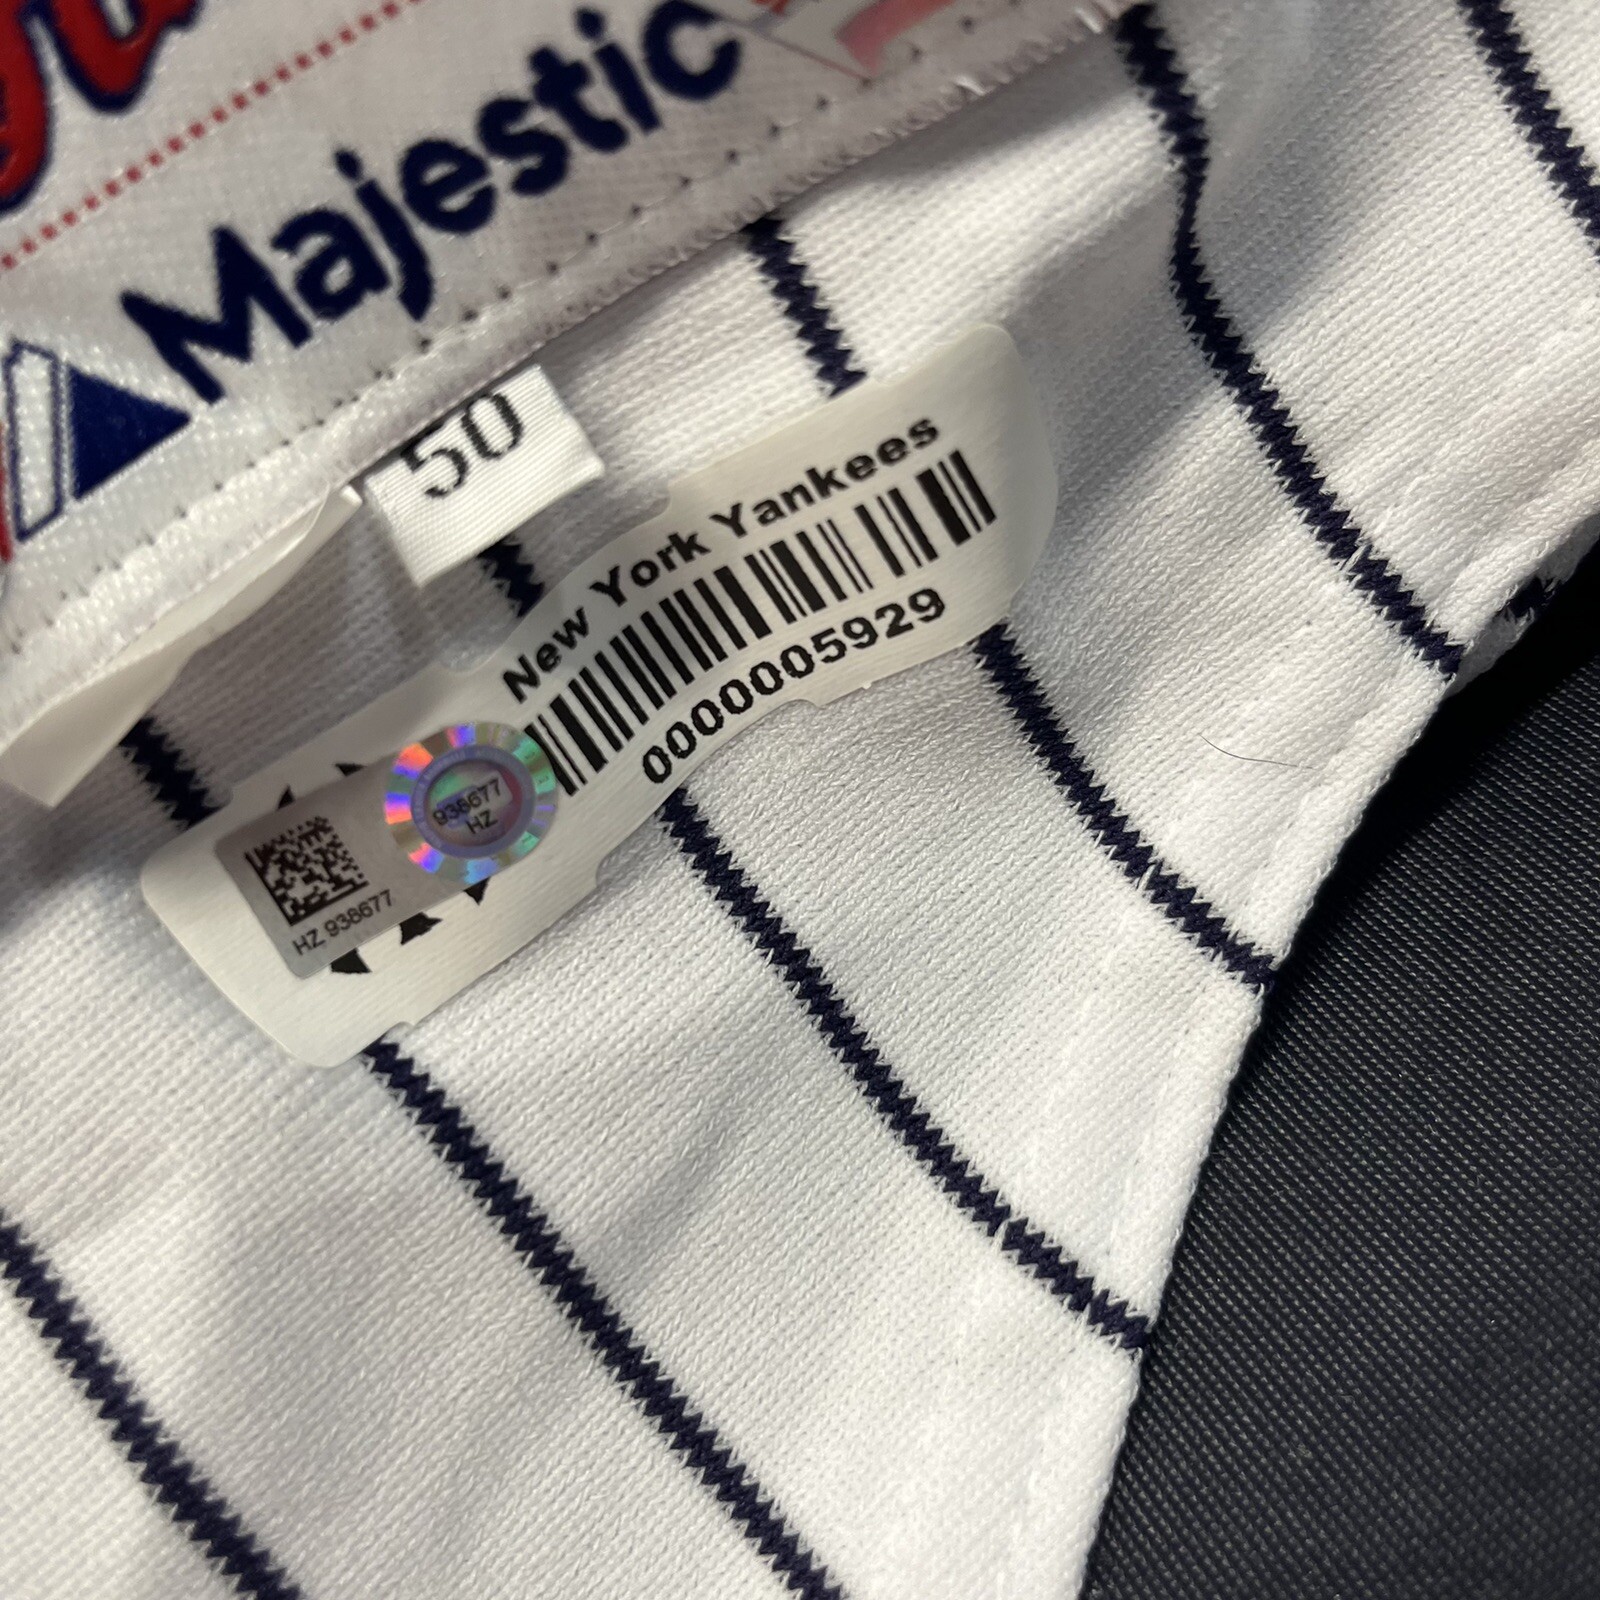 Majestic
50
New York Yankees
0000005929
938677
HZ
HZ 938677